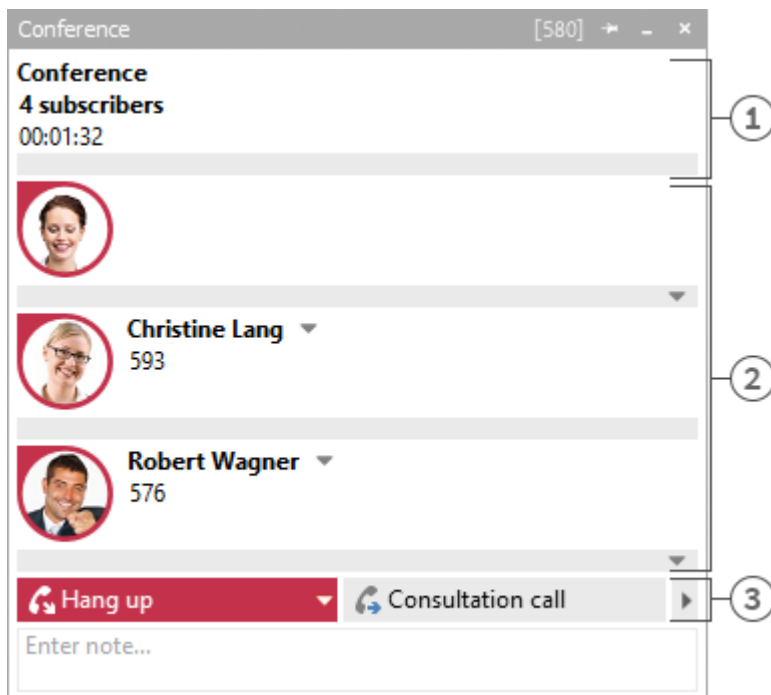 Conference [580]
Conference
4 subscribers
00:01:32
1
Christine Lang
593
2
Robert Wagner
576
Hang up Consultation call
3
Enter note...